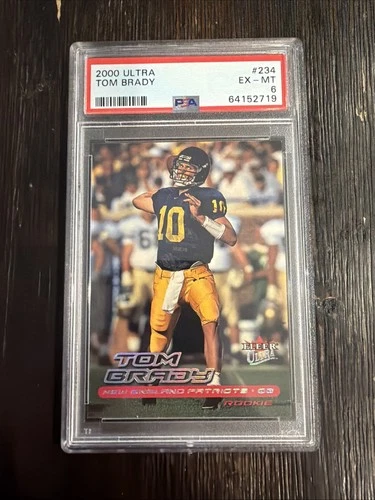 2000 ULTRA #234
TOM BRADY EX - MT
6
PSA 64152719
10
10
FLEER
Ultra
TOM
BRADY
NEW ENGLAND PATRIOTS • QB
ROOKIE